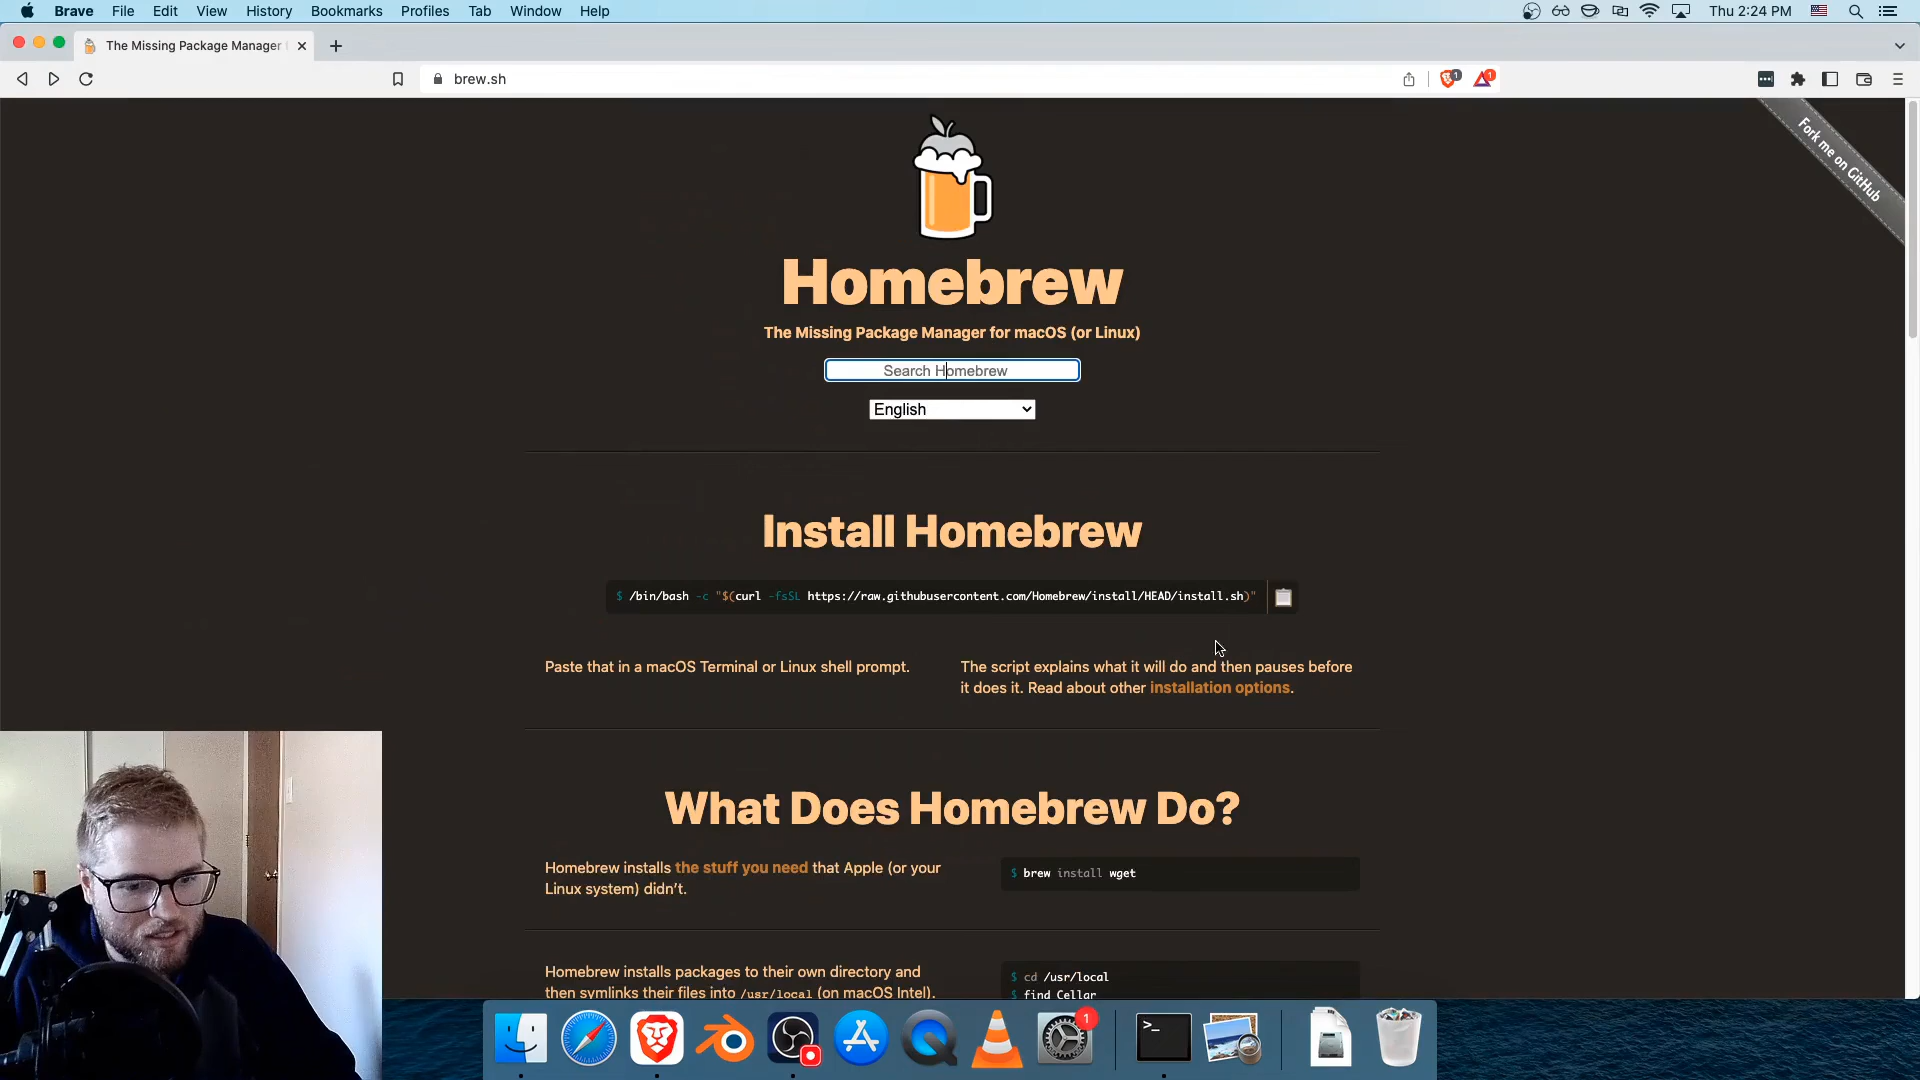 Brave File Edit View History Bookmarks Profiles Tab Window Help
Thu 2:24 PM
The Missing Package Manager
brew.sh
1
1
Fork me on GitHub
Homebrew
The Missing Package Manager for macOS (or Linux)
Search Homebrew
English
Install Homebrew
$ /bin/bash -c "$(curl -fsSL https://raw.githubusercontent.com/Homebrew/install/HEAD/install.sh)"
Paste that in a macOS Terminal or Linux shell prompt.
The script explains what it will do and then pauses before
it does it. Read about other installation options.
What Does Homebrew Do?
Homebrew installs the stuff you need that Apple (or your
Linux system) didn't.
$ brew install wget
Homebrew installs packages to their own directory and
then symlinks their files into /usr/local (on macOS Intel).
$ cd /usr/local
$ find Cellar
1
>_